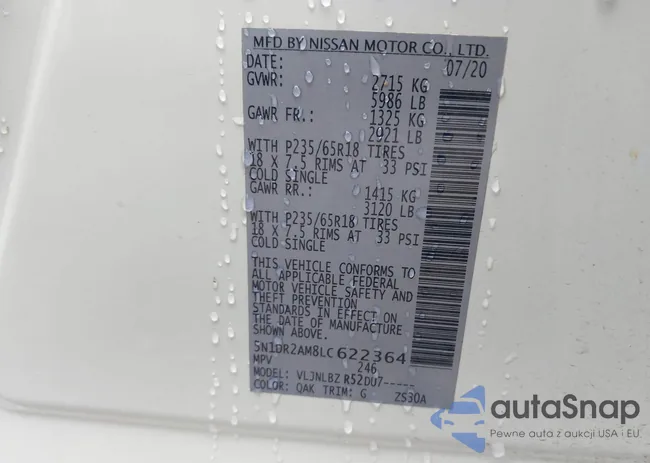 MFD BY NISSAN MOTOR CO., LTD.
DATE: 07/20
GVWR: 2715 KG
5986 LB
GAWR FR.: 1325 KG
2921 LB
WITH P235/65R18 TIRES
18 X 7.5 RIMS AT 33 PSI
COLD SINGLE
GAWR RR.: 1415 KG
3120 LB
WITH P235/65R18 TIRES
18 X 7.5 RIMS AT 33 PSI
COLD SINGLE
THIS VEHICLE CONFORMS TO
ALL APPLICABLE FEDERAL
MOTOR VEHICLE SAFETY AND
THEFT PREVENTION
STANDARDS IN EFFECT ON
THE DATE OF MANUFACTURE
SHOWN ABOVE.
5N1DR2AM8LC622364
MPV 246
MODEL: VLJNLBZ R52DU7-----
COLOR: QAK TRIM: G ZS30A
autaSnap
Pewne auta z aukcji USA i EU